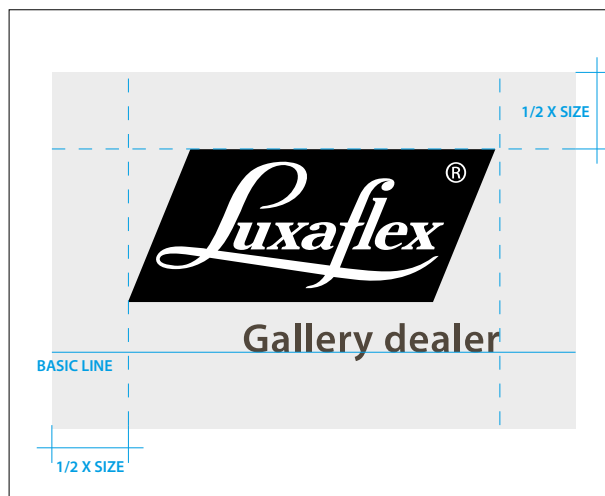 1/2 X SIZE
Luxaflex ®
Gallery dealer
BASIC LINE
1/2 X SIZE